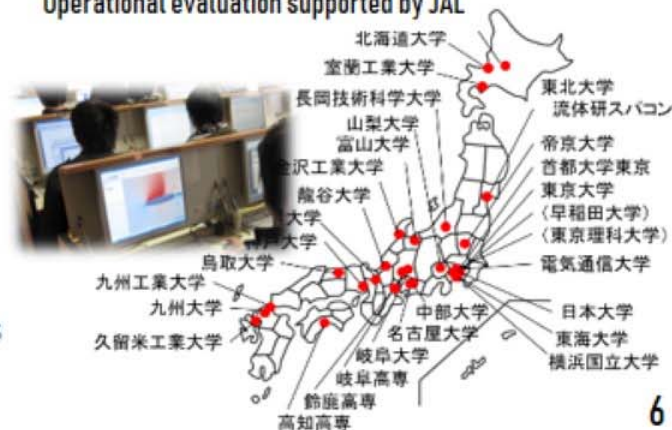 Operational evaluation supported by JAL
北海道大学
室蘭工業大学
長岡技術科学大学
山梨大学
富山大学
金沢工業大学
龍谷大学
大学
戸大学
鳥取大学
九州工業大学
九州大学
久留米工業大学
東北大学
流体研スパコン
帝京大学
首都大学東京
東京大学
(早稲田大学)
(東京理科大学)
電気通信大学
日本大学
東海大学
横浜国立大学
中部大学
名古屋大学
岐阜大学
岐阜高専
鈴鹿高専
高知高専
6